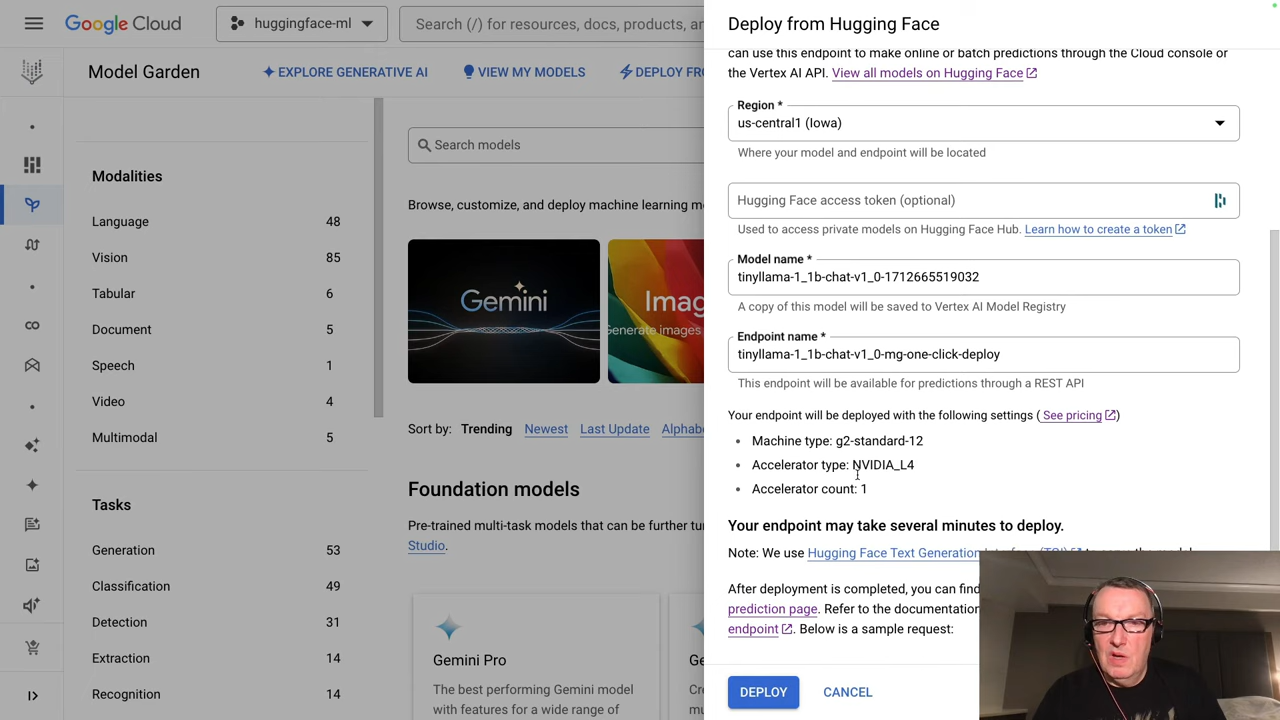 Google Cloud
huggingface-ml
Search (/) for resources, docs, products,
Model Garden
EXPLORE GENERATIVE AI
VIEW MY MODELS
DEPLOY
Modalities
Language 48
Vision 85
Tabular 6
Document 5
Speech 1
Video 4
Multimodal 5
Tasks
Generation 53
Classification 49
Detection 31
Extraction 14
Recognition 14
Search models
Browse, customize, and deploy machine learning
Gemini
Generate images
Sort by: Trending Newest Last Update
Foundation models
Pre-trained multi-task models that can be further
Studio.
Gemini Pro
The best performing Gemini model
with features for a wide range of
Deploy from Hugging Face
can use this endpoint to make online or batch predictions through the Cloud console or
the Vertex AI API. View all models on Hugging Face
Region *
us-central1 (Iowa)
Where your model and endpoint will be located
Hugging Face access token (optional)
Used to access private models on Hugging Face Hub. Learn how to create a token
Model name *
tinyllama-1_1b-chat-v1_0-1712665519032
A copy of this model will be saved to Vertex AI Model Registry
Endpoint name *
tinyllama-1_1b-chat-v1_0-mg-one-click-deploy
This endpoint will be available for predictions through a REST API
Your endpoint will be deployed with the following settings ( See pricing )
• Machine type: g2-standard-12
• Accelerator type: NVIDIA_L4
• Accelerator count: 1
Your endpoint may take several minutes to deploy.
Note: We use Hugging Face Text Generation
After deployment is completed, you can find
prediction page. Refer to the documentation
endpoint. Below is a sample request:
DEPLOY
CANCEL